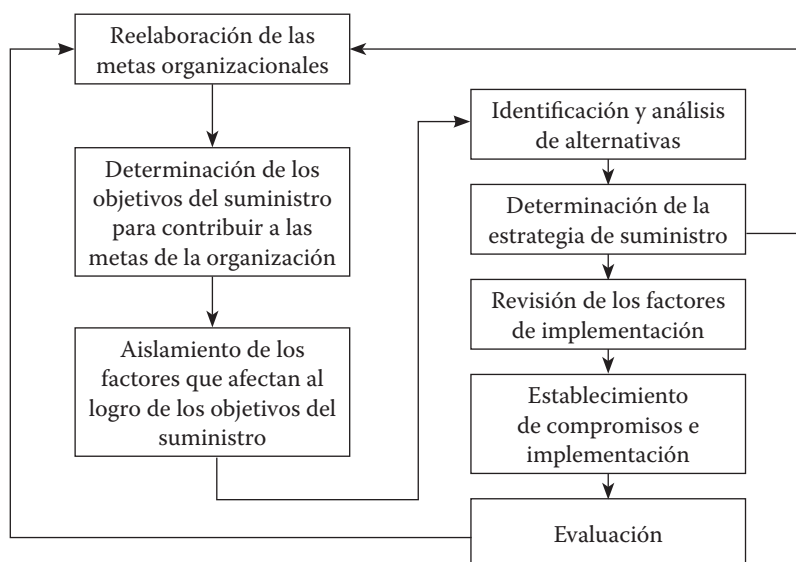 Reelaboración de las
metas organizacionales
Determinación de los
objetivos del suministro
para contribuir a las
metas de la organización
Aislamiento de los
factores que afectan al
logro de los objetivos del
suministro
Identificación y análisis
de alternativas
Determinación de la
estrategia de suministro
Revisión de los factores
de implementación
Establecimiento
de compromisos e
implementación
Evaluación